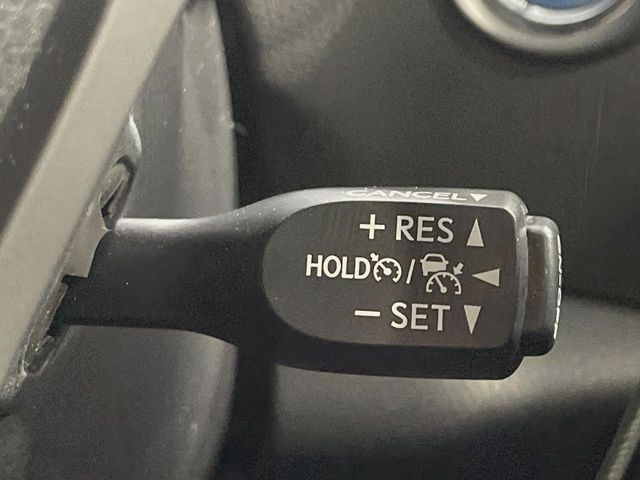 CANCEL▼
+ RES ▲
HOLD / ◄
− SET ▼